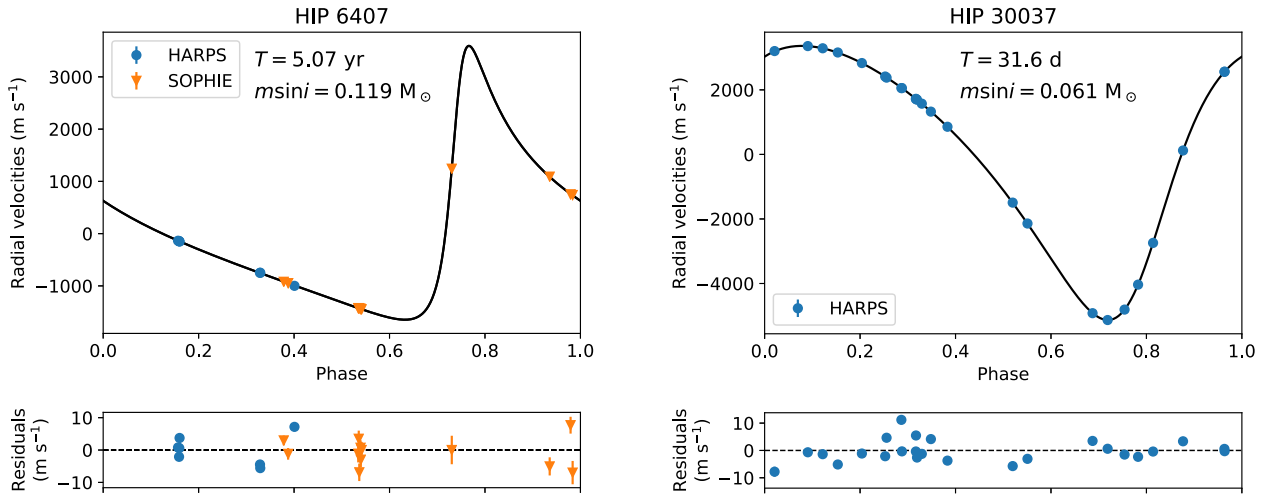 HIP 6407
HARPS
SOPHIE
T = 5.07 yr
msini = 0.119 M⊙
Radial velocities (m s⁻¹)
3000
2000
1000
0
−1000
0.0 0.2 0.4 0.6 0.8 1.0
Phase
Residuals
(m s⁻¹)
10
0
−10
HIP 30037
T = 31.6 d
msini = 0.061 M⊙
HARPS
Radial velocities (m s⁻¹)
2000
0
−2000
−4000
0.0 0.2 0.4 0.6 0.8 1.0
Phase
Residuals
(m s⁻¹)
10
0
−10